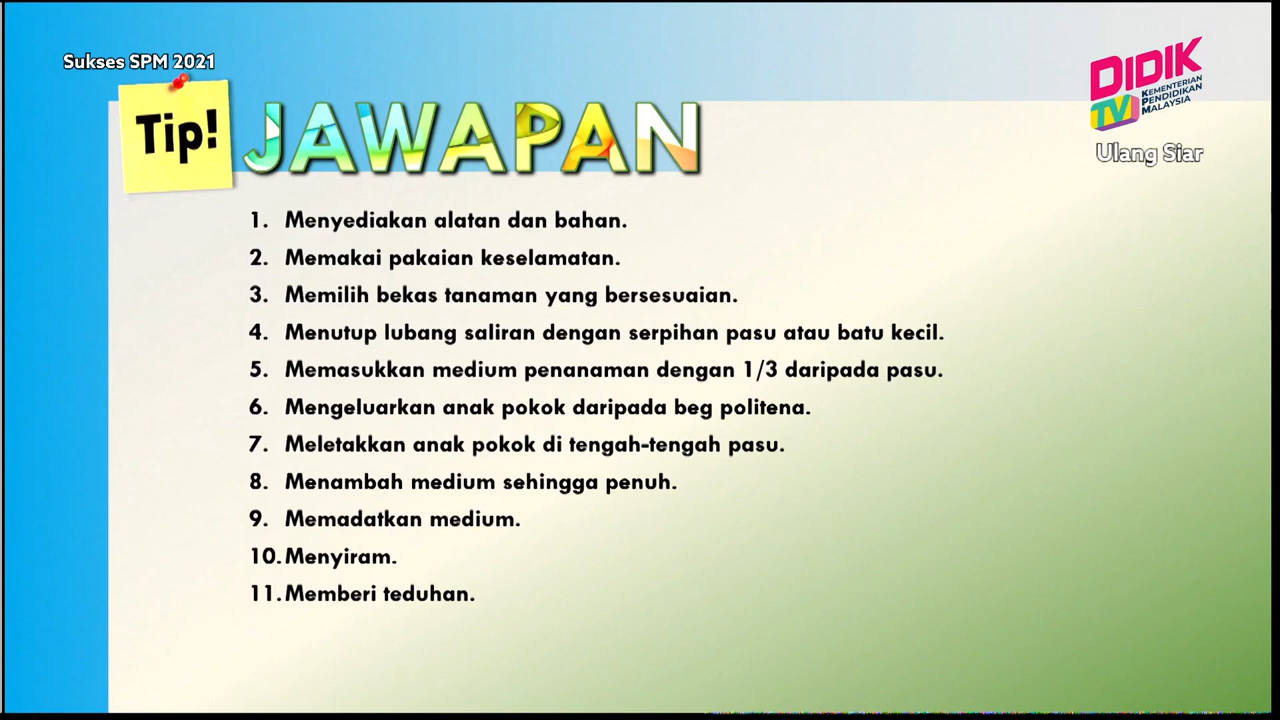 Sukses SPM 2021
Tip!
JAWAPAN
DIDIK
TV
KEMENTERIAN
PENDIDIKAN
MALAYSIA
Ulang Siar
1. Menyediakan alatan dan bahan.
2. Memakai pakaian keselamatan.
3. Memilih bekas tanaman yang bersesuaian.
4. Menutup lubang saliran dengan serpihan pasu atau batu kecil.
5. Memasukkan medium penanaman dengan 1/3 daripada pasu.
6. Mengeluarkan anak pokok daripada beg politena.
7. Meletakkan anak pokok di tengah-tengah pasu.
8. Menambah medium sehingga penuh.
9. Memadatkan medium.
10. Menyiram.
11. Memberi teduhan.